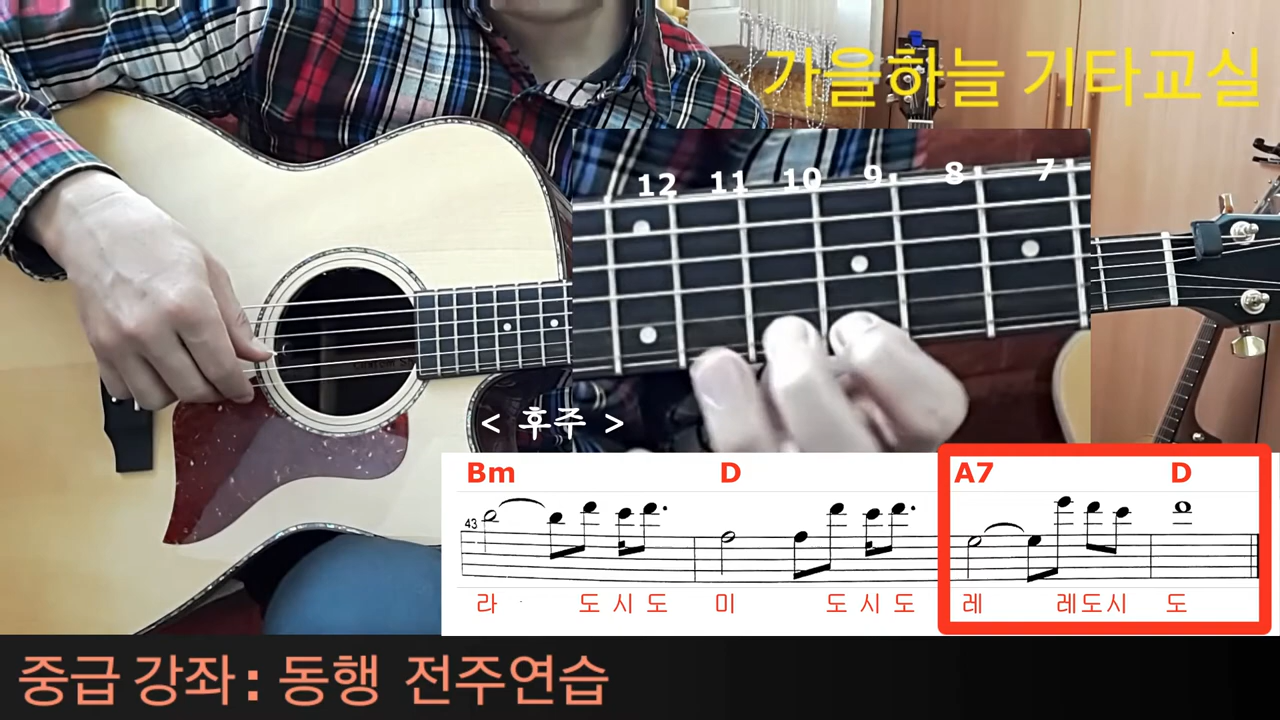 가을하늘 기타교실
12 11 10 9 8 7
< 후주 >
Bm D A7 D
43
라 도 시 도 미 도 시 도 레 레 도 시 도
중급 강좌 : 동행 전주연습